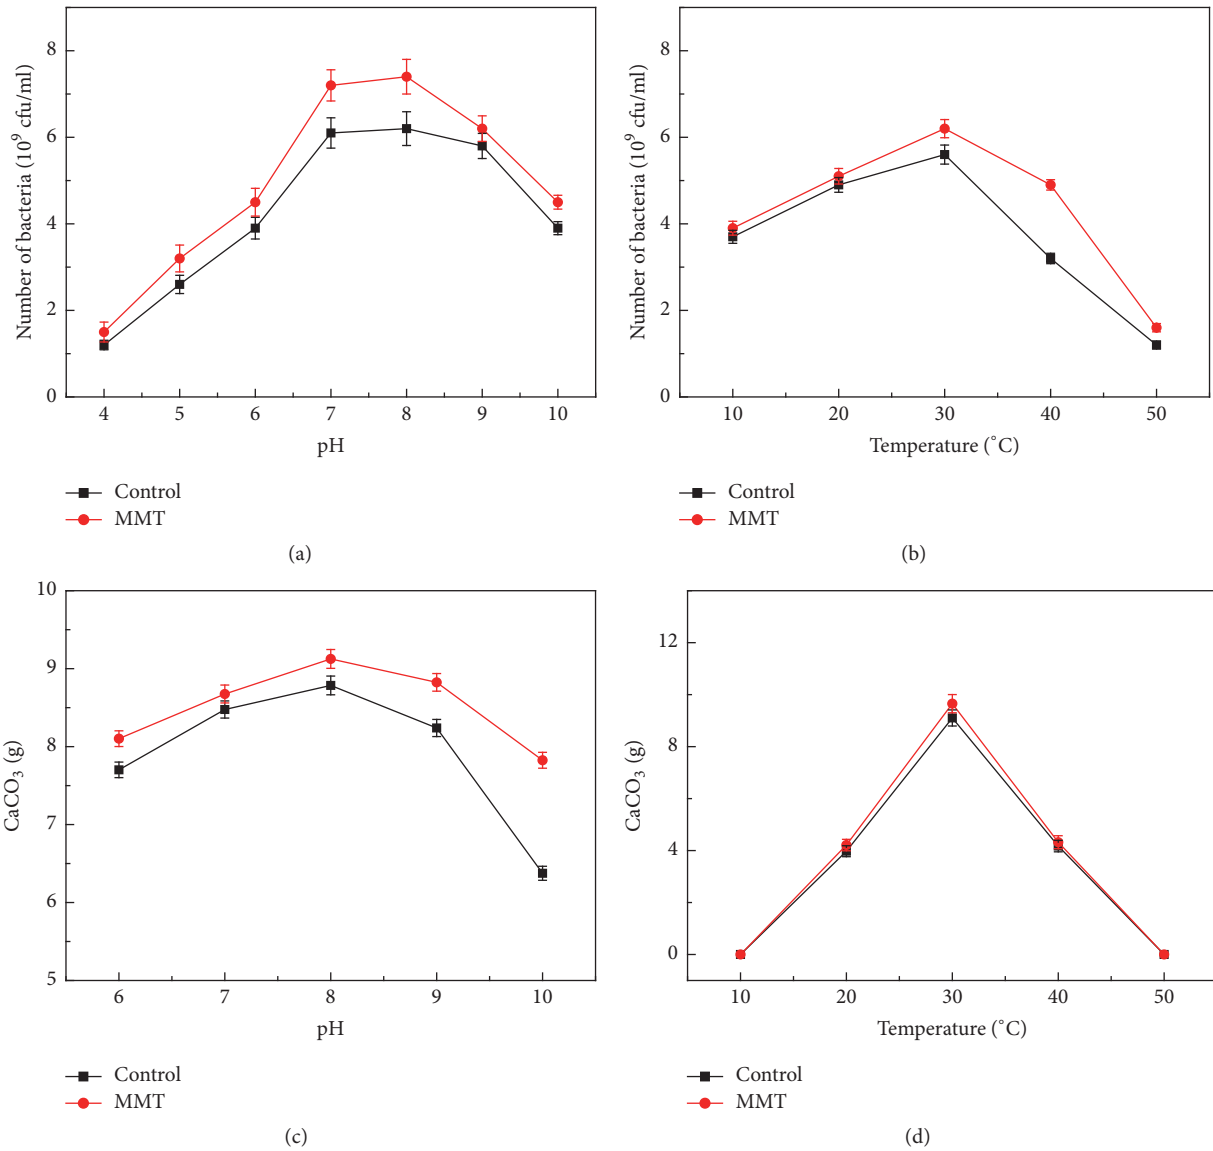 8
6
4
2
0
Number of bacteria (10⁹ cfu/ml)
4 5 6 7 8 9 10
pH
Control
MMT
(a)
8
6
4
2
0
Number of bacteria (10⁹ cfu/ml)
10 20 30 40 50
Temperature (°C)
Control
MMT
(b)
10
9
8
7
6
5
CaCO₃ (g)
6 7 8 9 10
pH
Control
MMT
(c)
12
8
4
0
CaCO₃ (g)
10 20 30 40 50
Temperature (°C)
Control
MMT
(d)